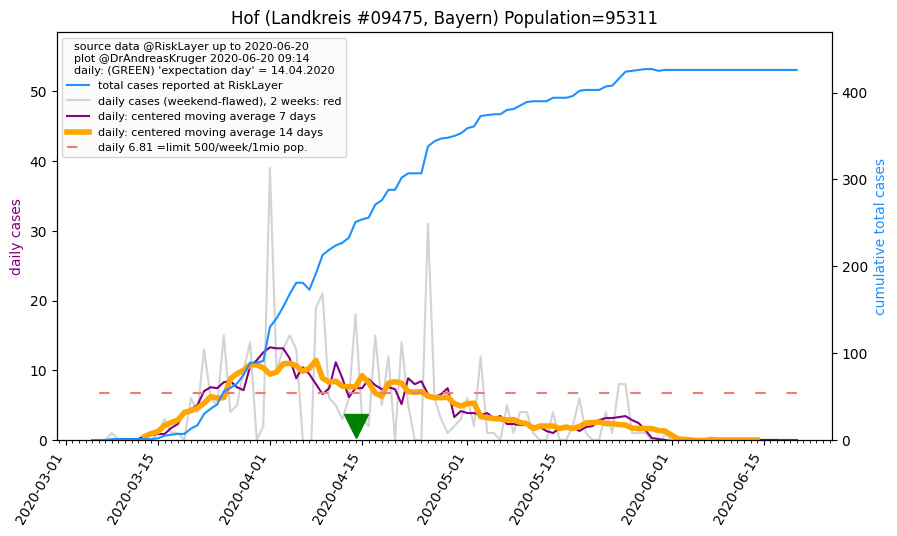 Hof (Landkreis #09475, Bayern) Population=95311
source data @RiskLayer up to 2020-06-20
plot @DrAndreasKruger 2020-06-20 09:14
daily: (GREEN) 'expectation day' = 14.04.2020
total cases reported at RiskLayer
daily cases (weekend-flawed), 2 weeks: red
daily: centered moving average 7 days
daily: centered moving average 14 days
daily 6.81 =limit 500/week/1mio pop.
daily cases
50
40
30
20
10
0
cumulative total cases
400
300
200
100
0
2020-03-01
2020-03-15
2020-04-01
2020-04-15
2020-05-01
2020-05-15
2020-06-01
2020-06-15